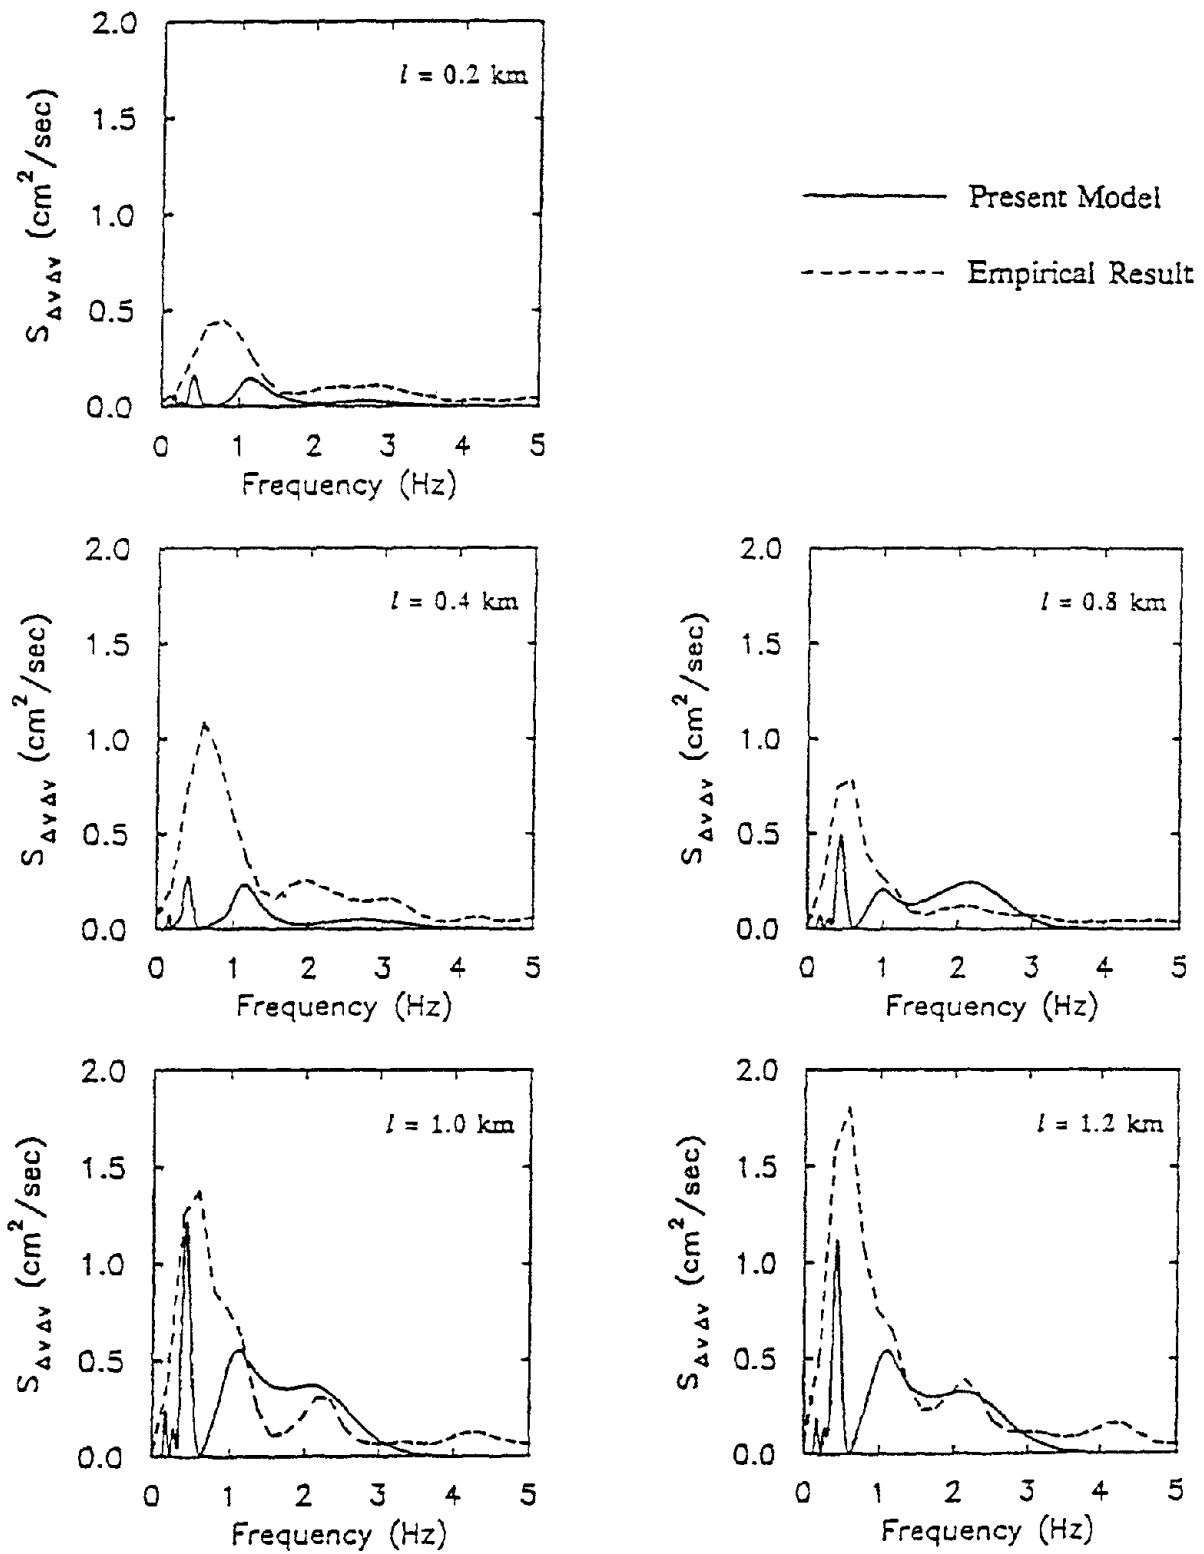 2.0
1.5
1.0
0.5
0.0
S_ΔvΔv (cm²/sec)
l = 0.2 km
0 1 2 3 4 5
Frequency (Hz)
Present Model
Empirical Result
2.0
1.5
1.0
0.5
0.0
S_ΔvΔv (cm²/sec)
l = 0.4 km
0 1 2 3 4 5
Frequency (Hz)
2.0
1.5
1.0
0.5
0.0
S_ΔvΔv (cm²/sec)
l = 0.8 km
0 1 2 3 4 5
Frequency (Hz)
2.0
1.5
1.0
0.5
0.0
S_ΔvΔv (cm²/sec)
l = 1.0 km
0 1 2 3 4 5
Frequency (Hz)
2.0
1.5
1.0
0.5
0.0
S_ΔvΔv (cm²/sec)
l = 1.2 km
0 1 2 3 4 5
Frequency (Hz)